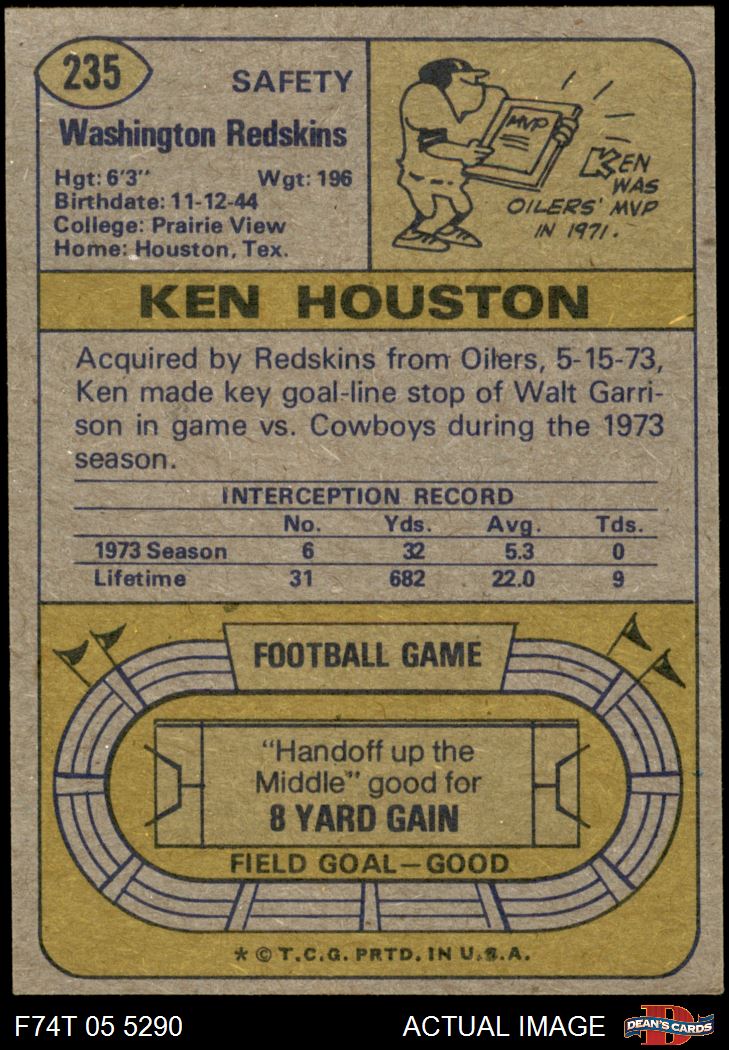 235
SAFETY
Washington Redskins
Hgt: 6'3" Wgt: 196
Birthdate: 11-12-44
College: Prairie View
Home: Houston, Tex.
MVP
KEN
WAS
OILERS' MVP
IN 1971.
KEN HOUSTON
Acquired by Redskins from Oilers, 5-15-73,
Ken made key goal-line stop of Walt Garri-
son in game vs. Cowboys during the 1973
season.
INTERCEPTION RECORD
No. Yds. Avg. Tds.
1973 Season 6 32 5.3 0
Lifetime 31 682 22.0 9
FOOTBALL GAME
"Handoff up the
Middle" good for
8 YARD GAIN
FIELD GOAL—GOOD
* © T.C.G. PRTD. IN U.S.A.
F74T 05 5290 ACTUAL IMAGE
D
DEAN'S CARDS